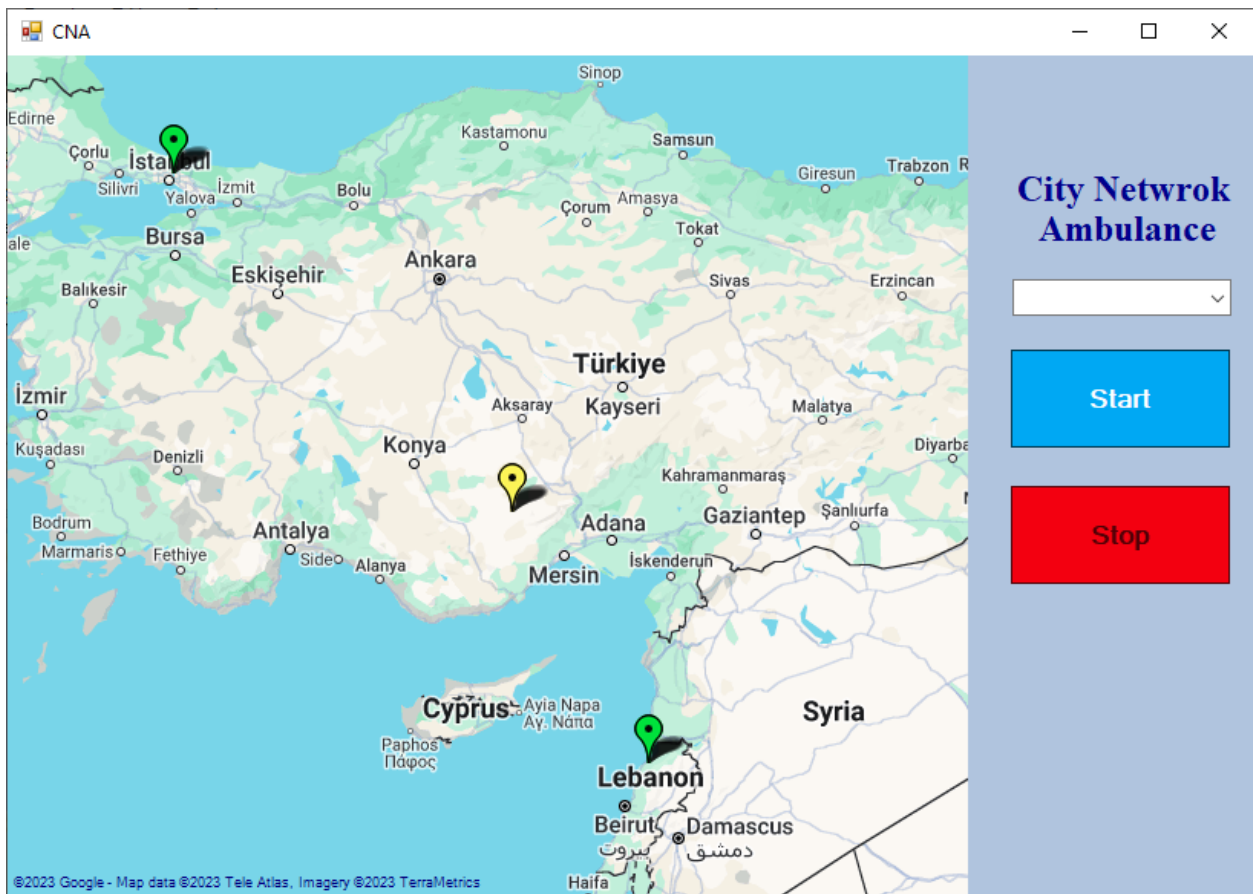 CNA
Sinop
Edirne
Kastamonu
Samsun
Çorlu
İstanbul
Giresun
Trabzon
R
Silivri
İzmit
Yalova
Bolu
Çorum
Amasya
City Netwrok
Ambulance
ale
Bursa
Tokat
Ankara
Eskişehir
Sivas
Erzincan
Balıkesir
Türkiye
İzmir
Aksaray
Kayseri
Malatya
Start
Kuşadası
Denizli
Konya
Diyarba
Kahramanmaraş
Bodrum
Antalya
Adana
Gaziantep
Şanlıurfa
Stop
Marmaris
Fethiye
Side
Alanya
Mersin
İskenderun
Cyprus
Ayia Napa
Αγ. Νάπα
Syria
Paphos
Πάφος
Lebanon
Beirut
بيروت
Damascus
دمشق
Haifa
©2023 Google - Map data ©2023 Tele Atlas, Imagery ©2023 TerraMetrics